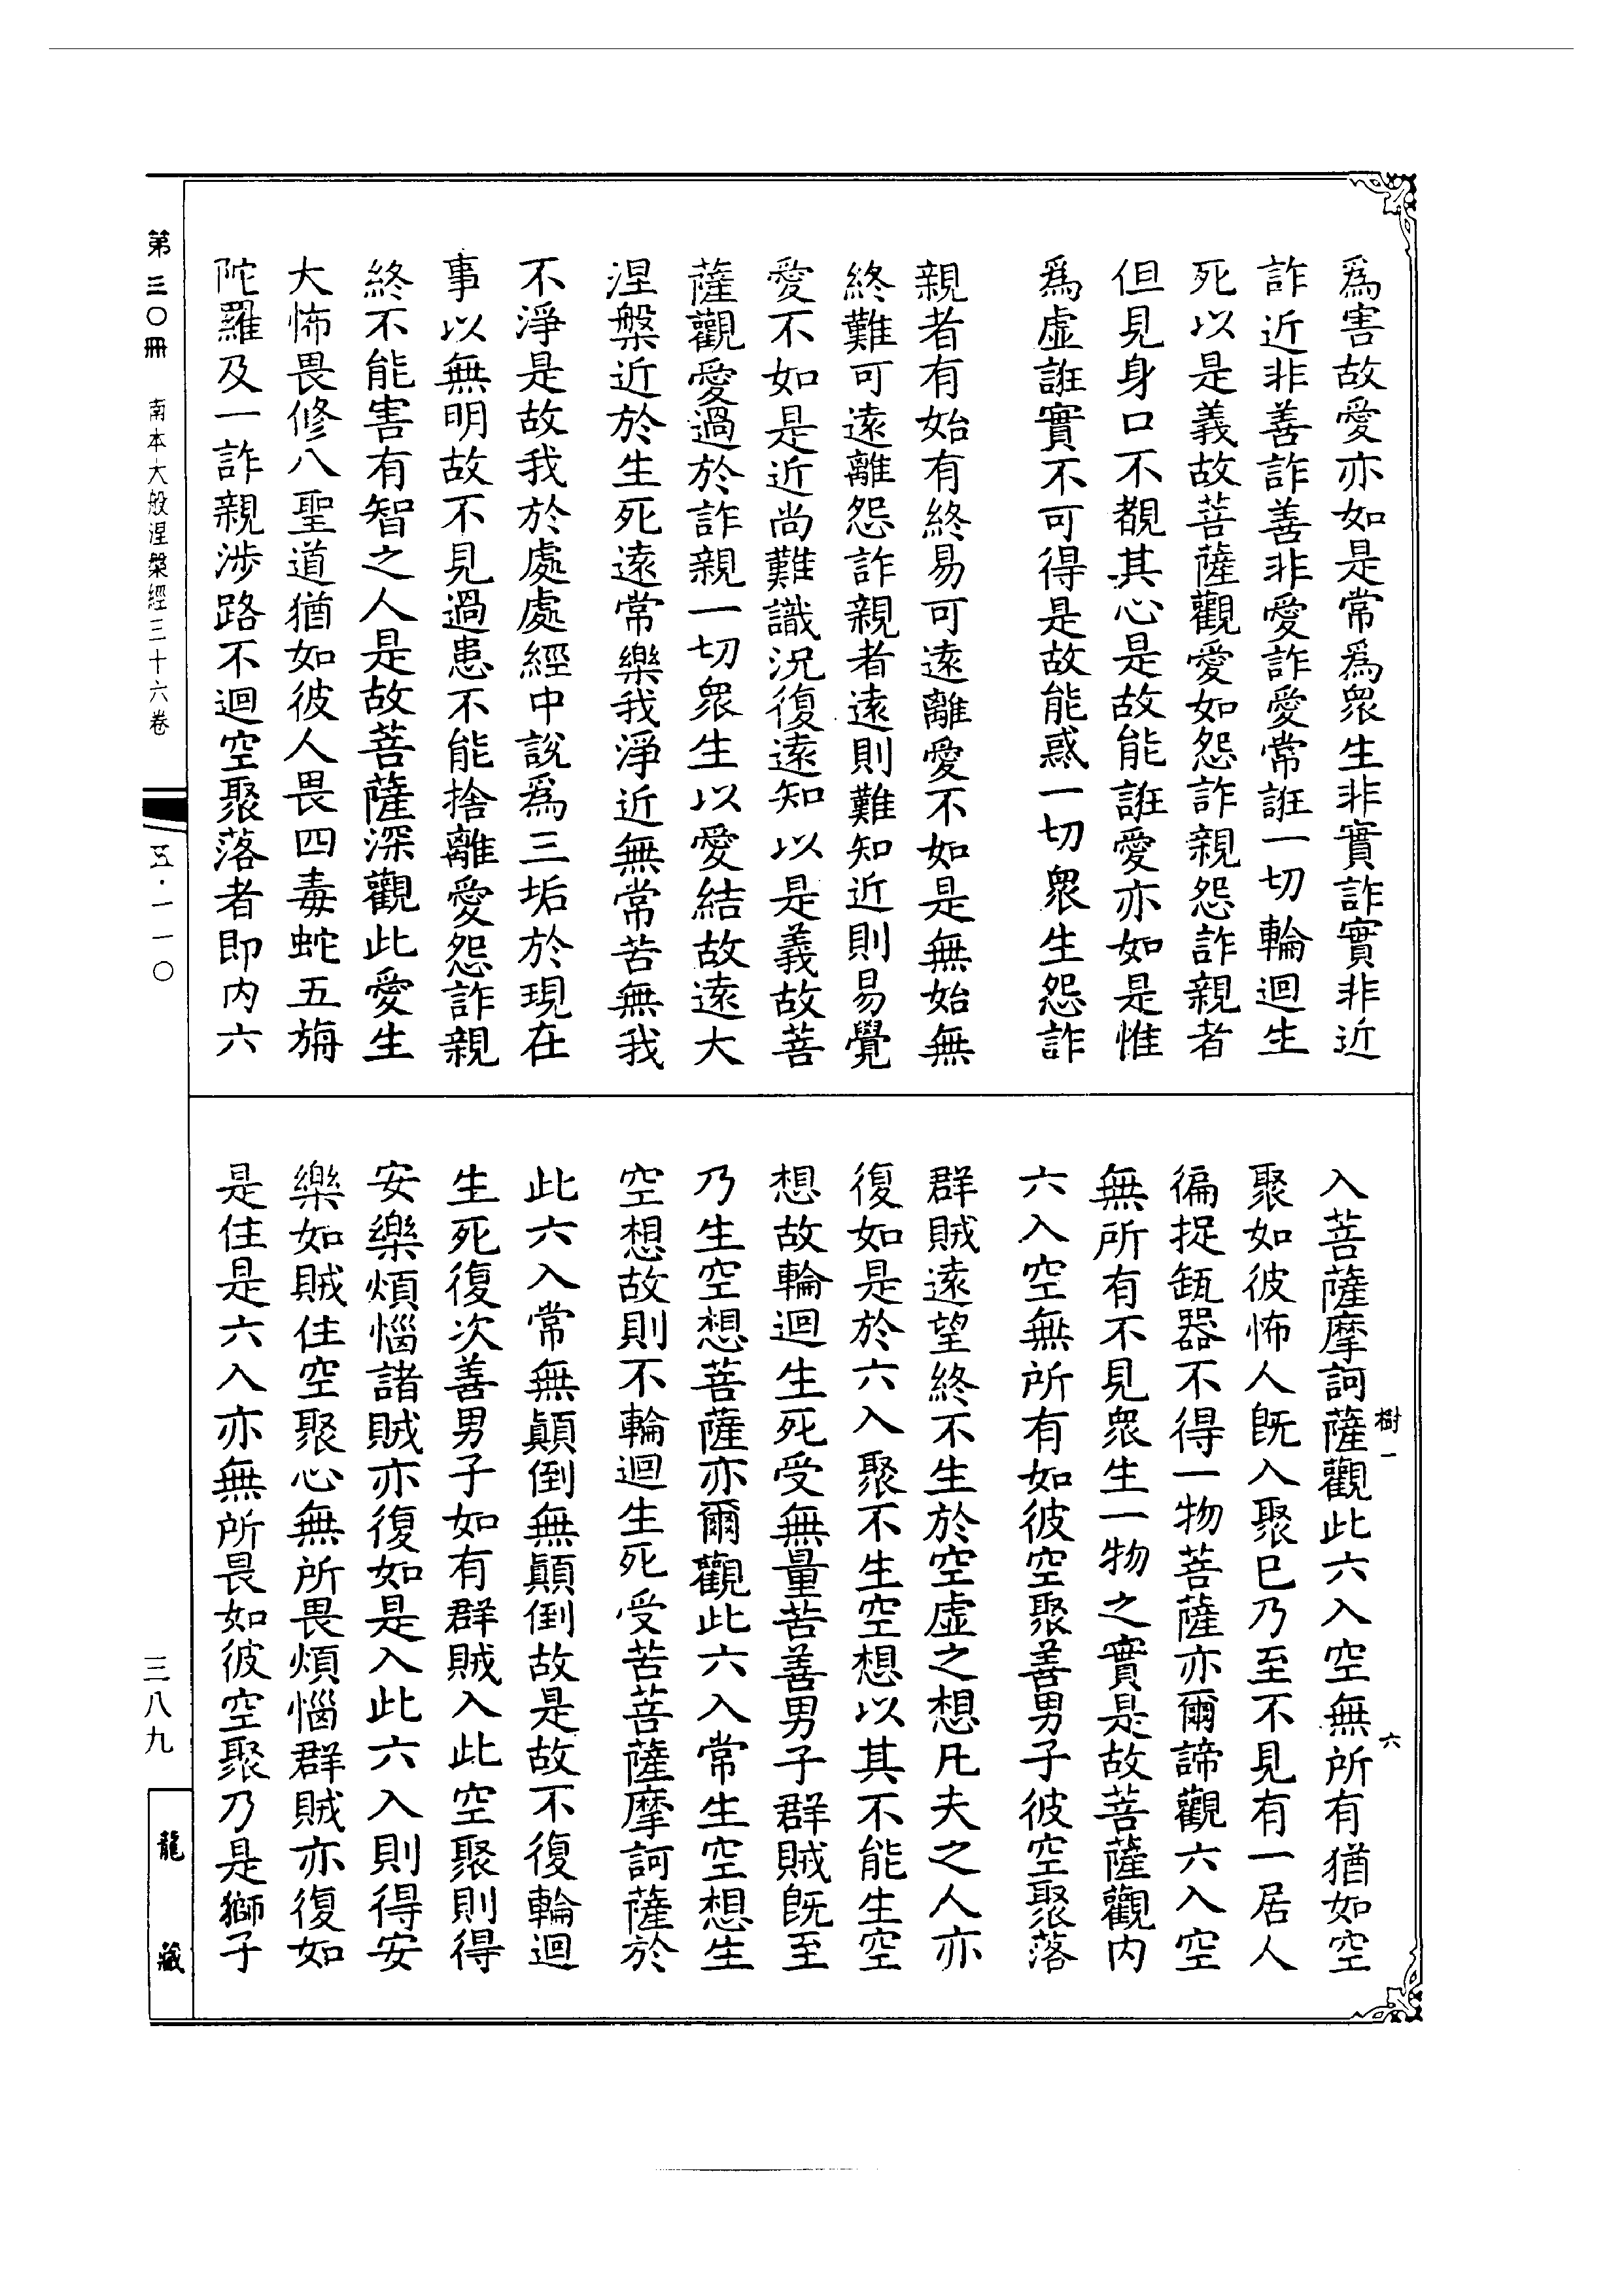 爲害故愛亦如是常爲衆生非實詐實非近
詐近非善詐善非愛詐愛常誑一切輪迴生
死以是義故菩薩觀愛如怨詐親怨詐親者
但見身口不覩其心是故能誑愛亦如是惟
爲虛誑實不可得是故能惑一切衆生怨詐
親者有始有終易可遠離愛不如是無始無
終難可遠離怨詐親者遠則難知近則易覺
愛不如是近尚難識況復遠知以是義故菩
薩觀愛過於詐親一切衆生以愛結故遠大
涅槃近於生死遠常樂我淨近無常苦無我
不淨是故我於處處經中說爲三垢於現在
事以無明故不見過患不能捨離愛怨詐親
終不能害有智之人是故菩薩深觀此愛生
大怖畏修八聖道猶如彼人畏四毒蛇五旃
陀羅及一詐親涉路不迴空聚落者即內六
入菩薩摩訶薩觀此六入空無所有猶如空
聚如彼怖人既入聚已乃至不見有一居人
徧捉瓨器不得一物菩薩亦爾諦觀六入空
無所有不見衆生一物之實是故菩薩觀內
六入空無所有如彼空聚善男子彼空聚落
群賊遠望終不生於空虛之想凡夫之人亦
復如是於六入聚不生空想以其不能生空
想故輪迴生死受無量苦善男子群賊既至
乃生空想菩薩亦爾觀此六入常生空想生
空想故則不輪迴生死受苦菩薩摩訶薩於
此六入常無顛倒無顛倒故是故不復輪迴
生死復次善男子如有群賊入此空聚則得
安樂煩惱諸賊亦復如是入此六入則得安
樂如賊住空聚心無所畏煩惱群賊亦復如
是住是六入亦無所畏如彼空聚乃是獅子
樹一
六
第三〇冊 南本大般涅槃經三十六卷
五·一一〇
三八九
龍藏